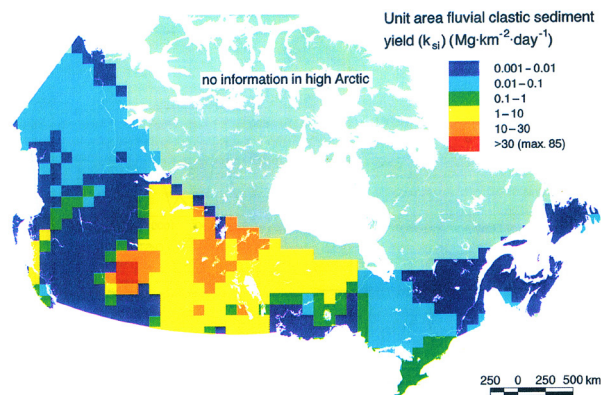 Unit area fluvial clastic sediment
yield (k_si) (Mg·km⁻²·day⁻¹)
no information in high Arctic
0.001–0.01
0.01–0.1
0.1–1
1–10
10–30
>30 (max. 85)
250 0 250 500 km